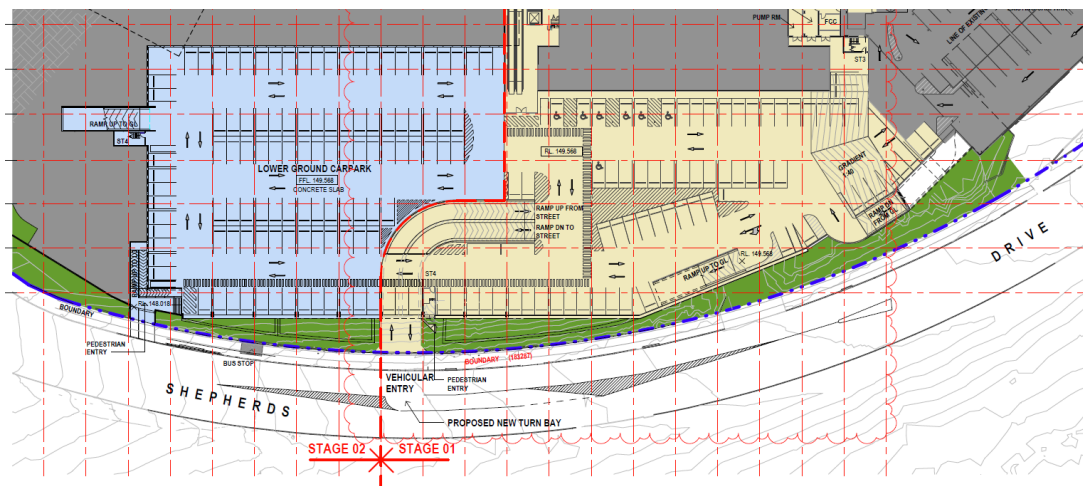 PUMP RM.
FCC
ST3
LINE OF EXISTING
RAMP UP TO GL
ST4
LOWER GROUND CARPARK
FFL. 149.568
CONCRETE SLAB
RL. 149.568
GRADIENT
1:40
RAMP UP FROM
STREET
RAMP DN TO
STREET
RAMP DN
FROM GL
RAMP UP TO GL
RL. 149.568
ST4
RL. 148.018
BOUNDARY
PEDESTRIAN
ENTRY
BUS STOP
BOUNDARY
VEHICULAR
ENTRY
PEDESTRIAN
ENTRY
SHEPHERDS
DRIVE
PROPOSED NEW TURN BAY
STAGE 02
STAGE 01